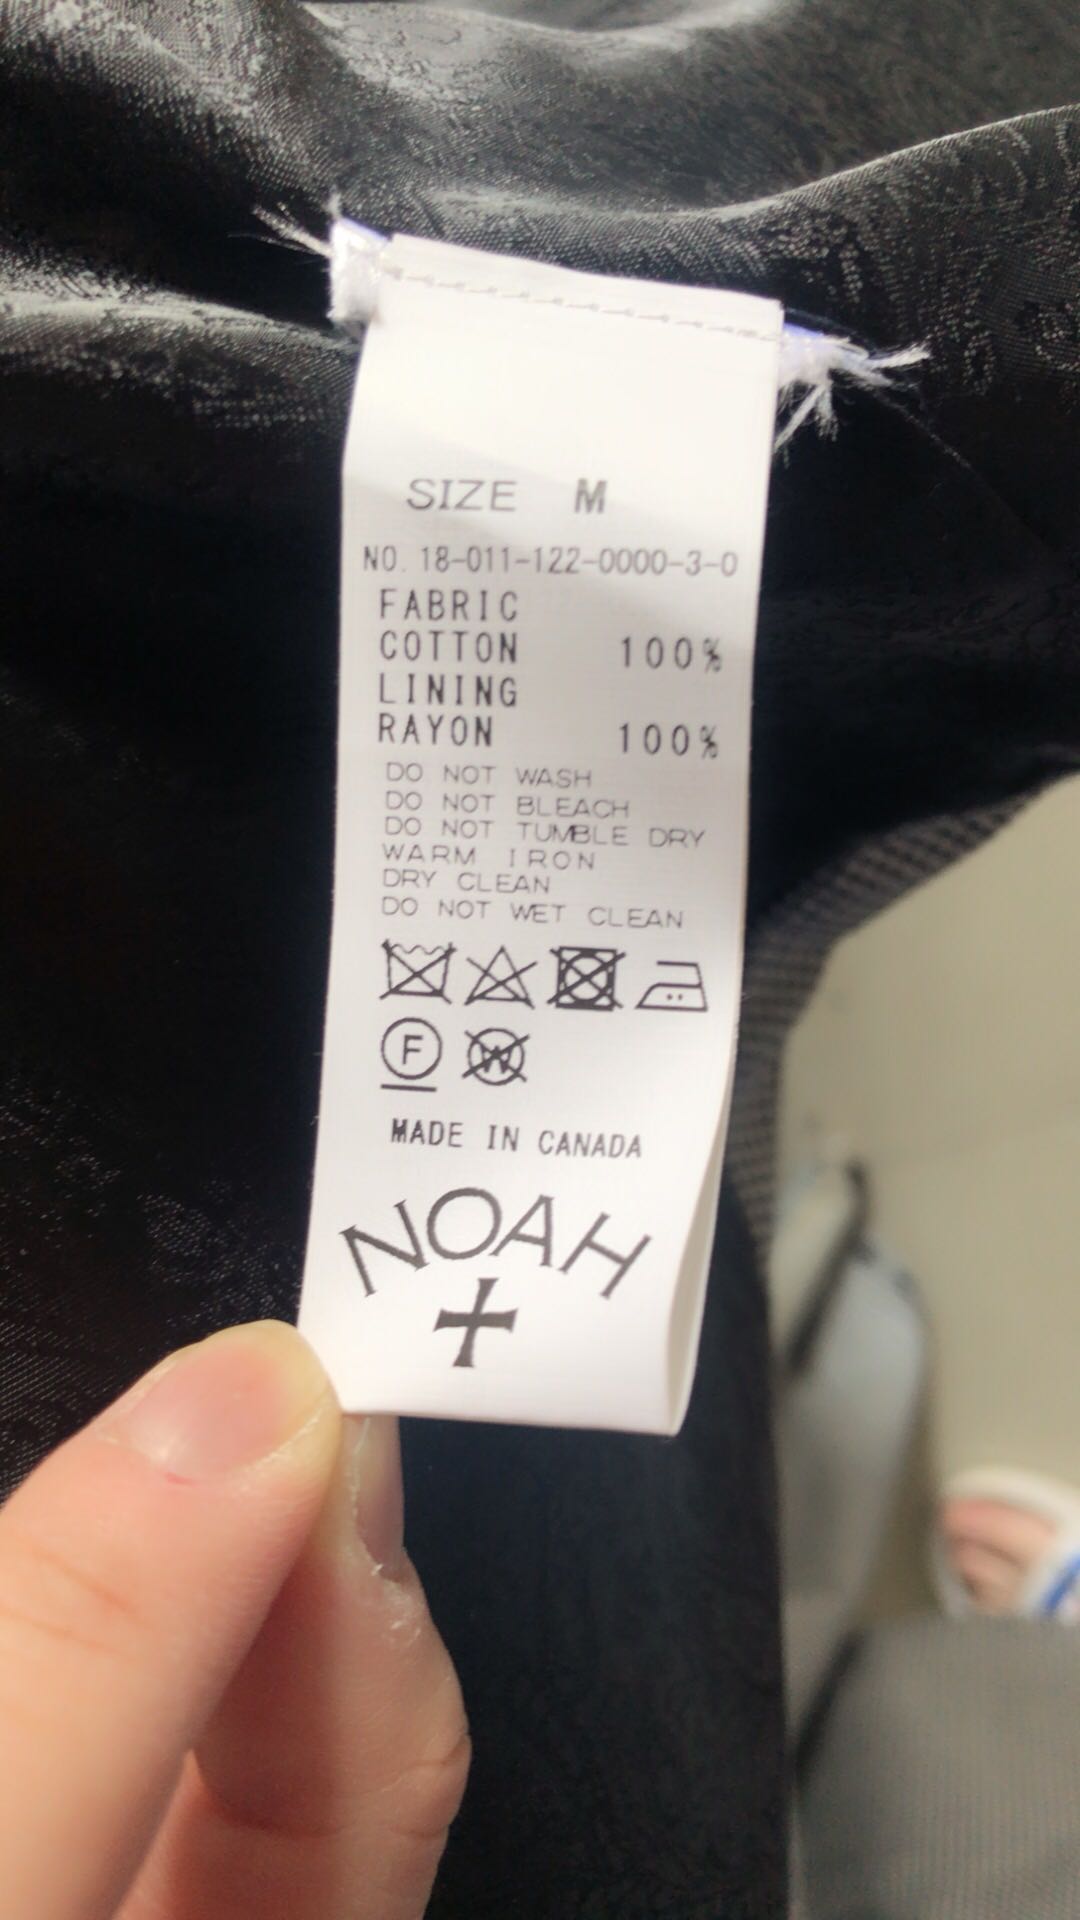 SIZE M
NO. 18-011-122-0000-3-0
FABRIC
COTTON 100%
LINING
RAYON 100%
DO NOT WASH
DO NOT BLEACH
DO NOT TUMBLE DRY
WARM IRON
DRY CLEAN
DO NOT WET CLEAN
F W
MADE IN CANADA
NOAH